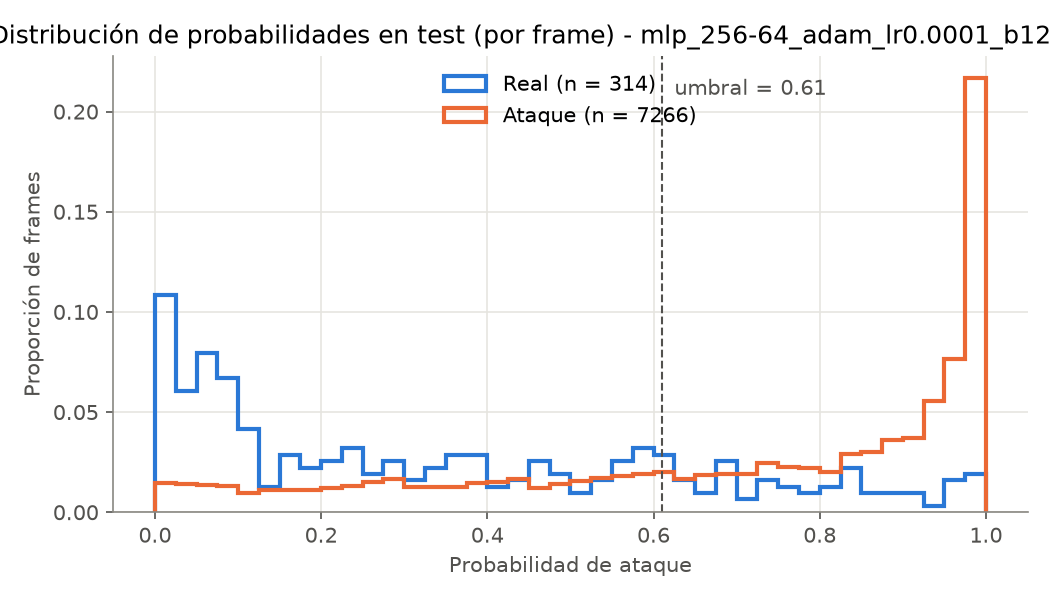 Distribución de probabilidades en test (por frame) - mlp_256-64_adam_lr0.0001_b12
Real (n = 314)
umbral = 0.61
Ataque (n = 7266)
Proporción de frames
0.20
0.15
0.10
0.05
0.00
0.0 0.2 0.4 0.6 0.8 1.0
Probabilidad de ataque